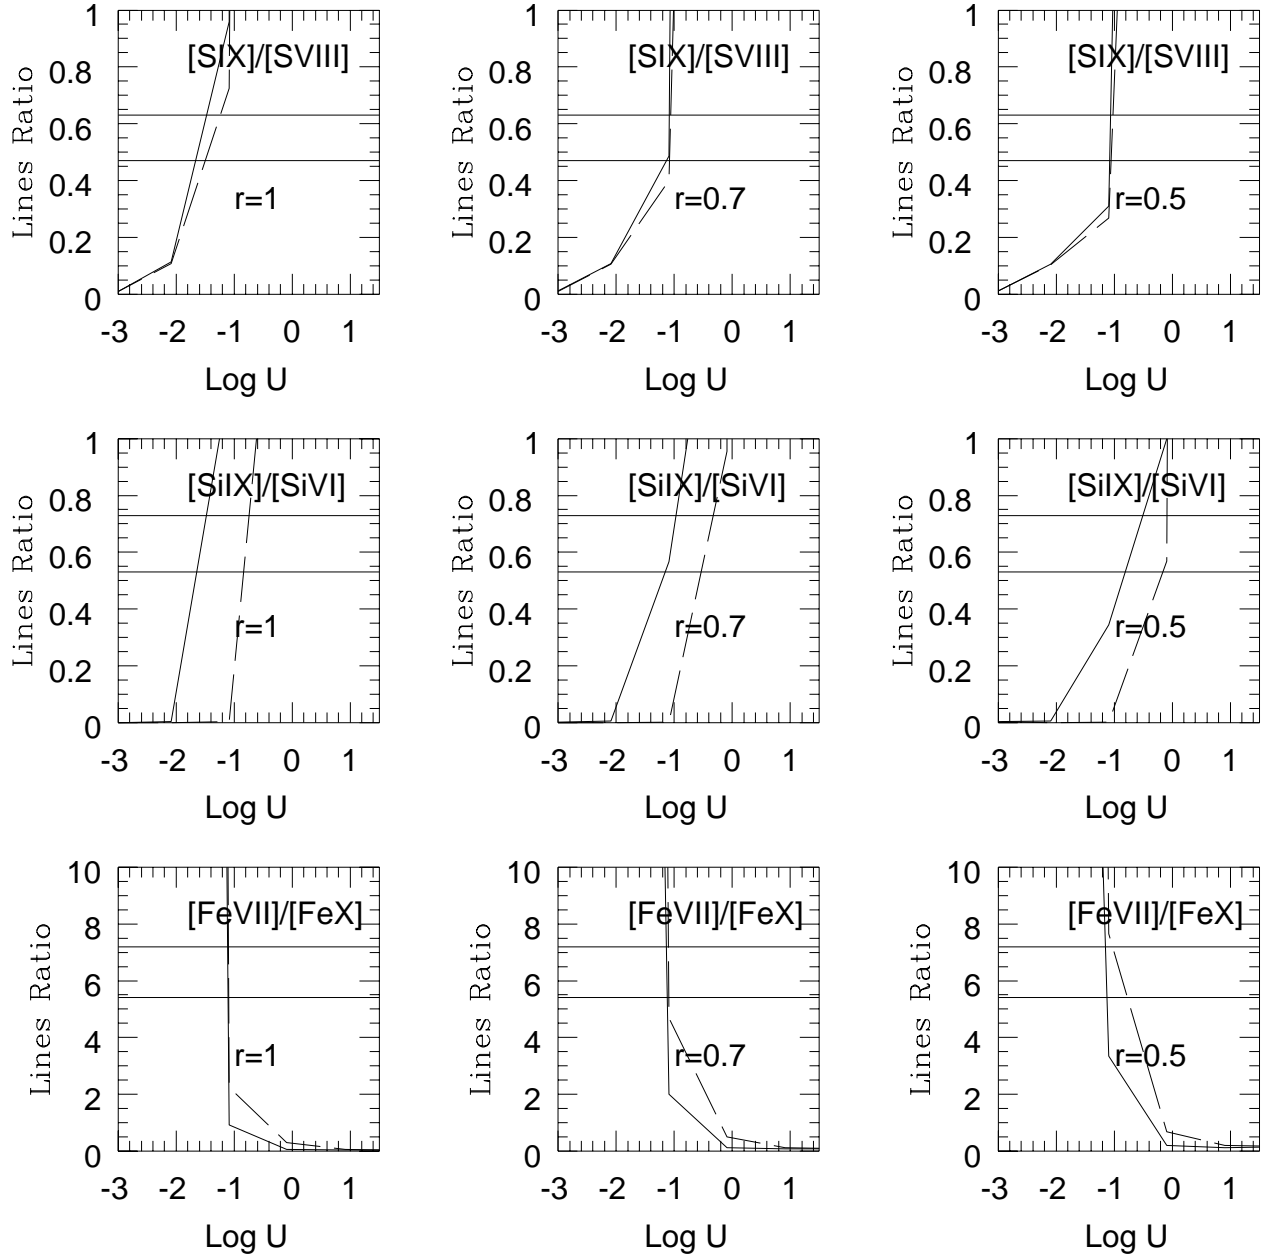 1 1 1
[SIX]/[SVIII] [SIX]/[SVIII] [SIX]/[SVIII]
0.8 0.8 0.8
0.6 0.6 0.6
0.4 0.4 0.4
r=1 r=0.7 r=0.5
0.2 0.2 0.2
0 0 0
Lines Ratio Lines Ratio Lines Ratio
-3 -2 -1 0 1 -3 -2 -1 0 1 -3 -2 -1 0 1
Log U Log U Log U
1 1 1
[SiIX]/[SiVI] [SiIX]/[SiVI] [SiIX]/[SiVI]
0.8 0.8 0.8
0.6 0.6 0.6
0.4 0.4 0.4
r=1 r=0.7 r=0.5
0.2 0.2 0.2
0 0 0
Lines Ratio Lines Ratio Lines Ratio
-3 -2 -1 0 1 -3 -2 -1 0 1 -3 -2 -1 0 1
Log U Log U Log U
10 10 10
[FeVII]/[FeX] [FeVII]/[FeX] [FeVII]/[FeX]
8 8 8
6 6 6
4 4 4
r=1 r=0.7 r=0.5
2 2 2
0 0 0
Lines Ratio Lines Ratio Lines Ratio
-3 -2 -1 0 1 -3 -2 -1 0 1 -3 -2 -1 0 1
Log U Log U Log U